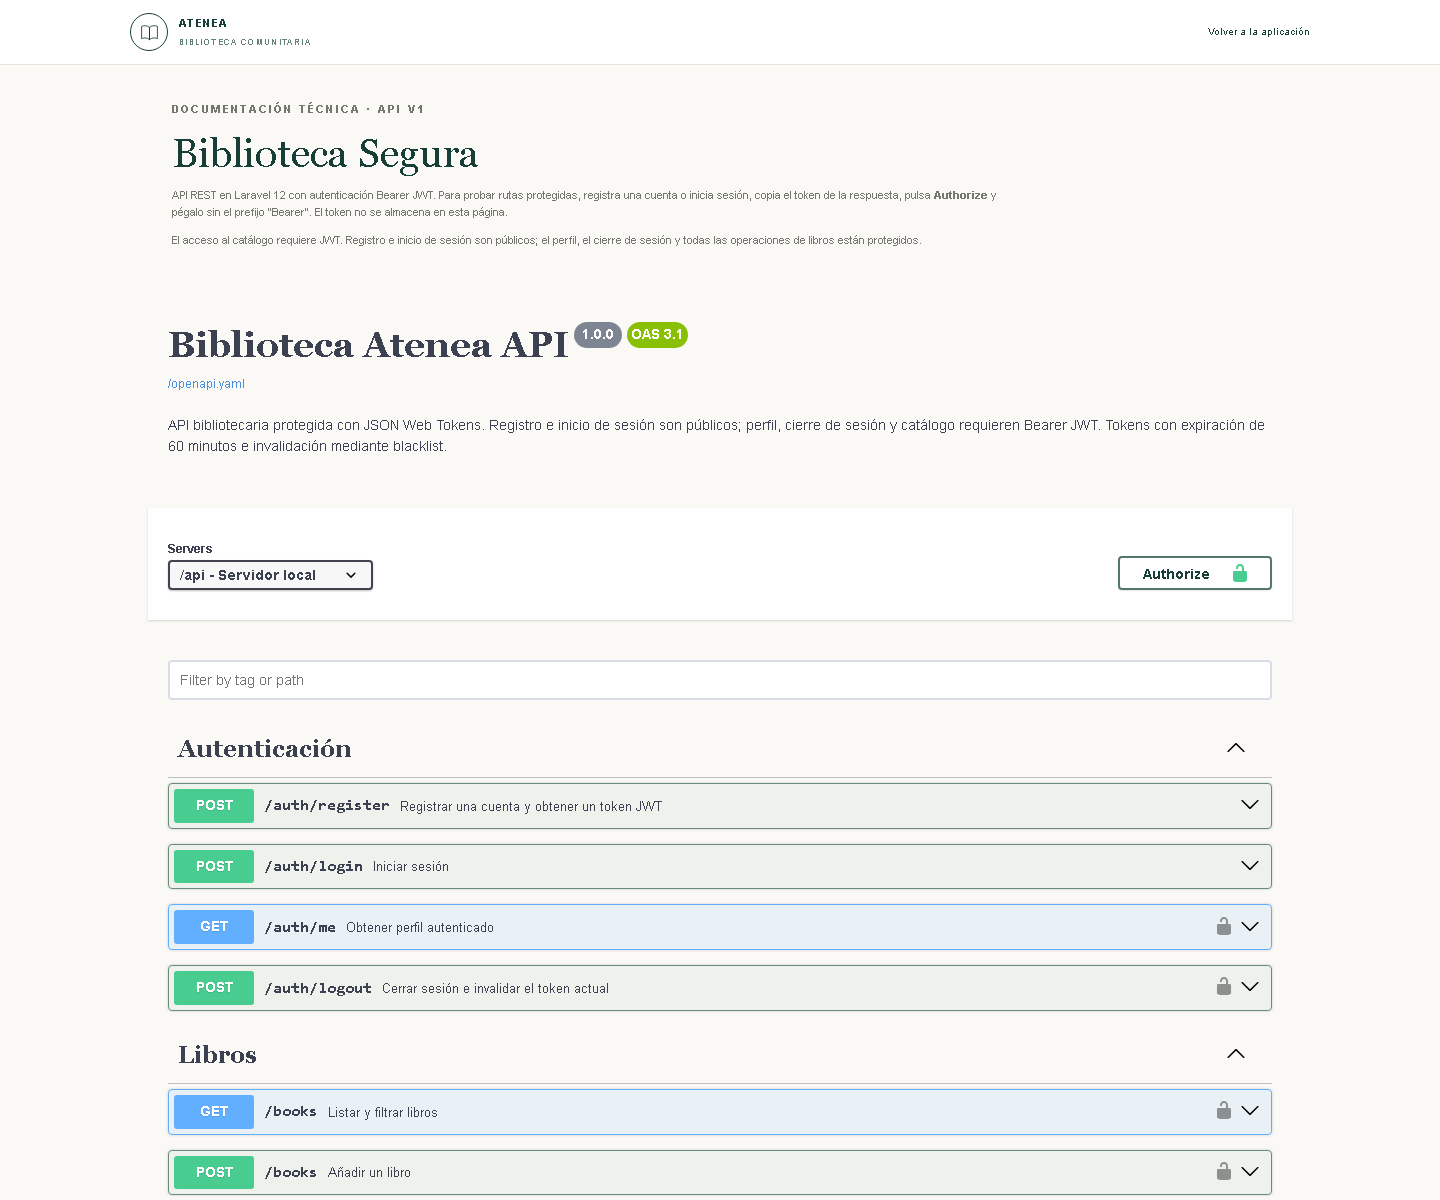 ATENEA
BIBLIOTECA COMUNITARIA
Volver a la aplicación
DOCUMENTACIÓN TÉCNICA · API V1
Biblioteca Segura
API REST en Laravel 12 con autenticación Bearer JWT. Para probar rutas protegidas, registra una cuenta o inicia sesión, copia el token de la respuesta, pulsa Authorize y
pégalo sin el prefijo "Bearer". El token no se almacena en esta página.
El acceso al catálogo requiere JWT. Registro e inicio de sesión son públicos; el perfil, el cierre de sesión y todas las operaciones de libros están protegidos.
Biblioteca Atenea API 1.0.0 OAS 3.1
/openapi.yaml
API bibliotecaria protegida con JSON Web Tokens. Registro e inicio de sesión son públicos; perfil, cierre de sesión y catálogo requieren Bearer JWT. Tokens con expiración de
60 minutos e invalidación mediante blacklist.
Servers
/api - Servidor local
Authorize
Filter by tag or path
Autenticación
POST /auth/register Registrar una cuenta y obtener un token JWT
POST /auth/login Iniciar sesión
GET /auth/me Obtener perfil autenticado
POST /auth/logout Cerrar sesión e invalidar el token actual
Libros
GET /books Listar y filtrar libros
POST /books Añadir un libro